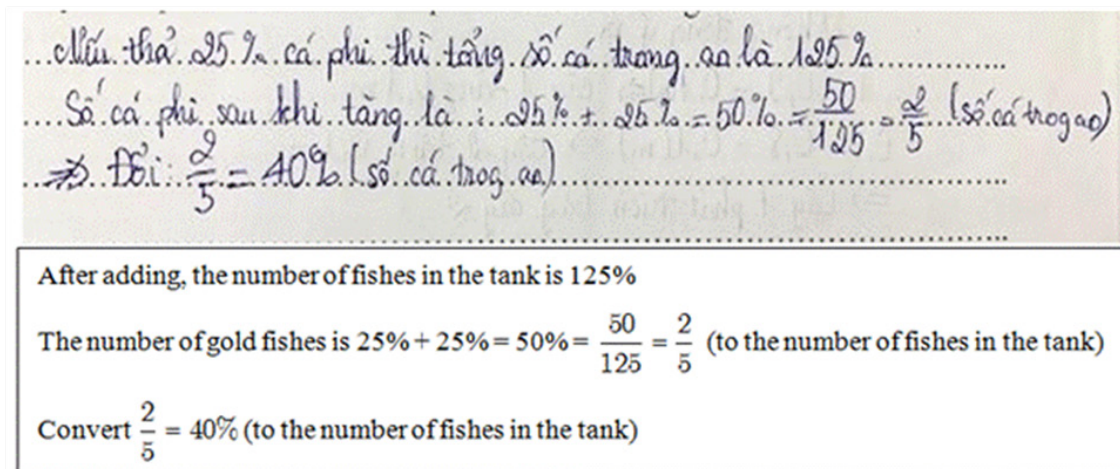 Nếu thả 25% cá phi thì tổng số cá trong ao là 125%
Số cá phi sau khi tăng là : 25% + 25% = 50% = 50/125 = 2/5 (số cá trog ao)
=> Đổi : 2/5 = 40% (số cá trog ao)
After adding, the number of fishes in the tank is 125%
The number of gold fishes is 25% + 25% = 50% = 50/125 = 2/5 (to the number of fishes in the tank)
Convert 2/5 = 40% (to the number of fishes in the tank)